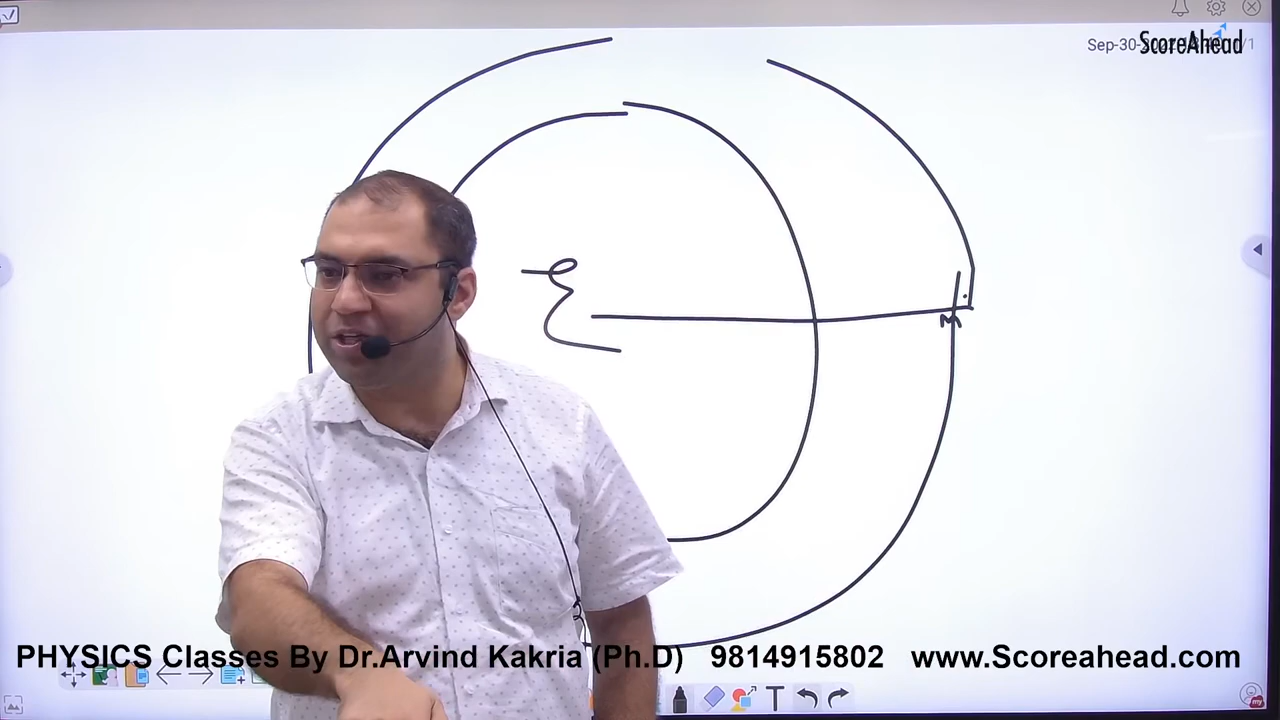 ScoreAhead
m
PHYSICS Classes By Dr.Arvind Kakria (Ph.D) 9814915802 www.Scoreahead.com